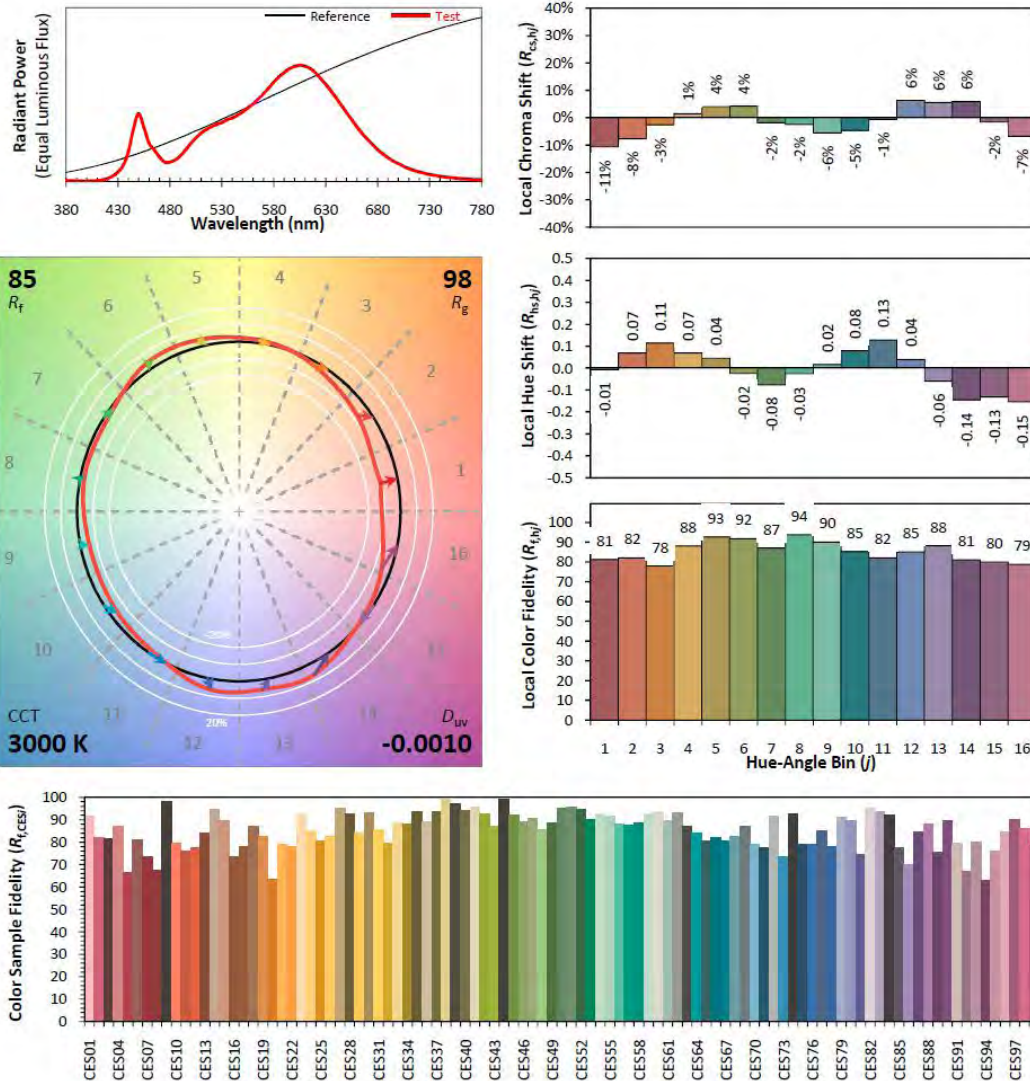 Reference
Test
Radiant Power
(Equal Luminous Flux)
380 430 480 530 580 630 680 730 780
Wavelength (nm)
Local Chroma Shift (Rcs,hj)
40%
30%
20%
10%
0%
-10%
-20%
-30%
-40%
-11% -8% -3% 1% 4% 4% -2% -2% -6% -5% -1% 6% 6% 6% -2% -7%
85
Rf
98
Rg
5 4
6 3
7 2
8 1
9 16
10
11
12 13
20%
CCT
3000 K
Duv
-0.0010
Local Hue Shift (Rhs,hj)
0.5
0.4
0.3
0.2
0.1
0.0
-0.1
-0.2
-0.3
-0.4
-0.5
-0.01 0.07 0.11 0.07 0.04 -0.02 -0.08 -0.03 0.02 0.08 0.13 0.04 -0.06 -0.14 -0.13 -0.15
Local Color Fidelity (Rf,hj)
100
90
80
70
60
50
40
30
20
10
0
81 82 78 88 93 92 87 94 90 85 82 85 88 81 80 79
1 2 3 4 5 6 7 8 9 10 11 12 13 14 15 16
Hue-Angle Bin (j)
Color Sample Fidelity (Rf,CESi)
100
90
80
70
60
50
40
30
20
10
0
CES01 CES04 CES07 CES10 CES13 CES16 CES19 CES22 CES25 CES28 CES31 CES34 CES37 CES40 CES43 CES46 CES49 CES52 CES55 CES58 CES61 CES64 CES67 CES70 CES73 CES76 CES79 CES82 CES85 CES88 CES91 CES94 CES97